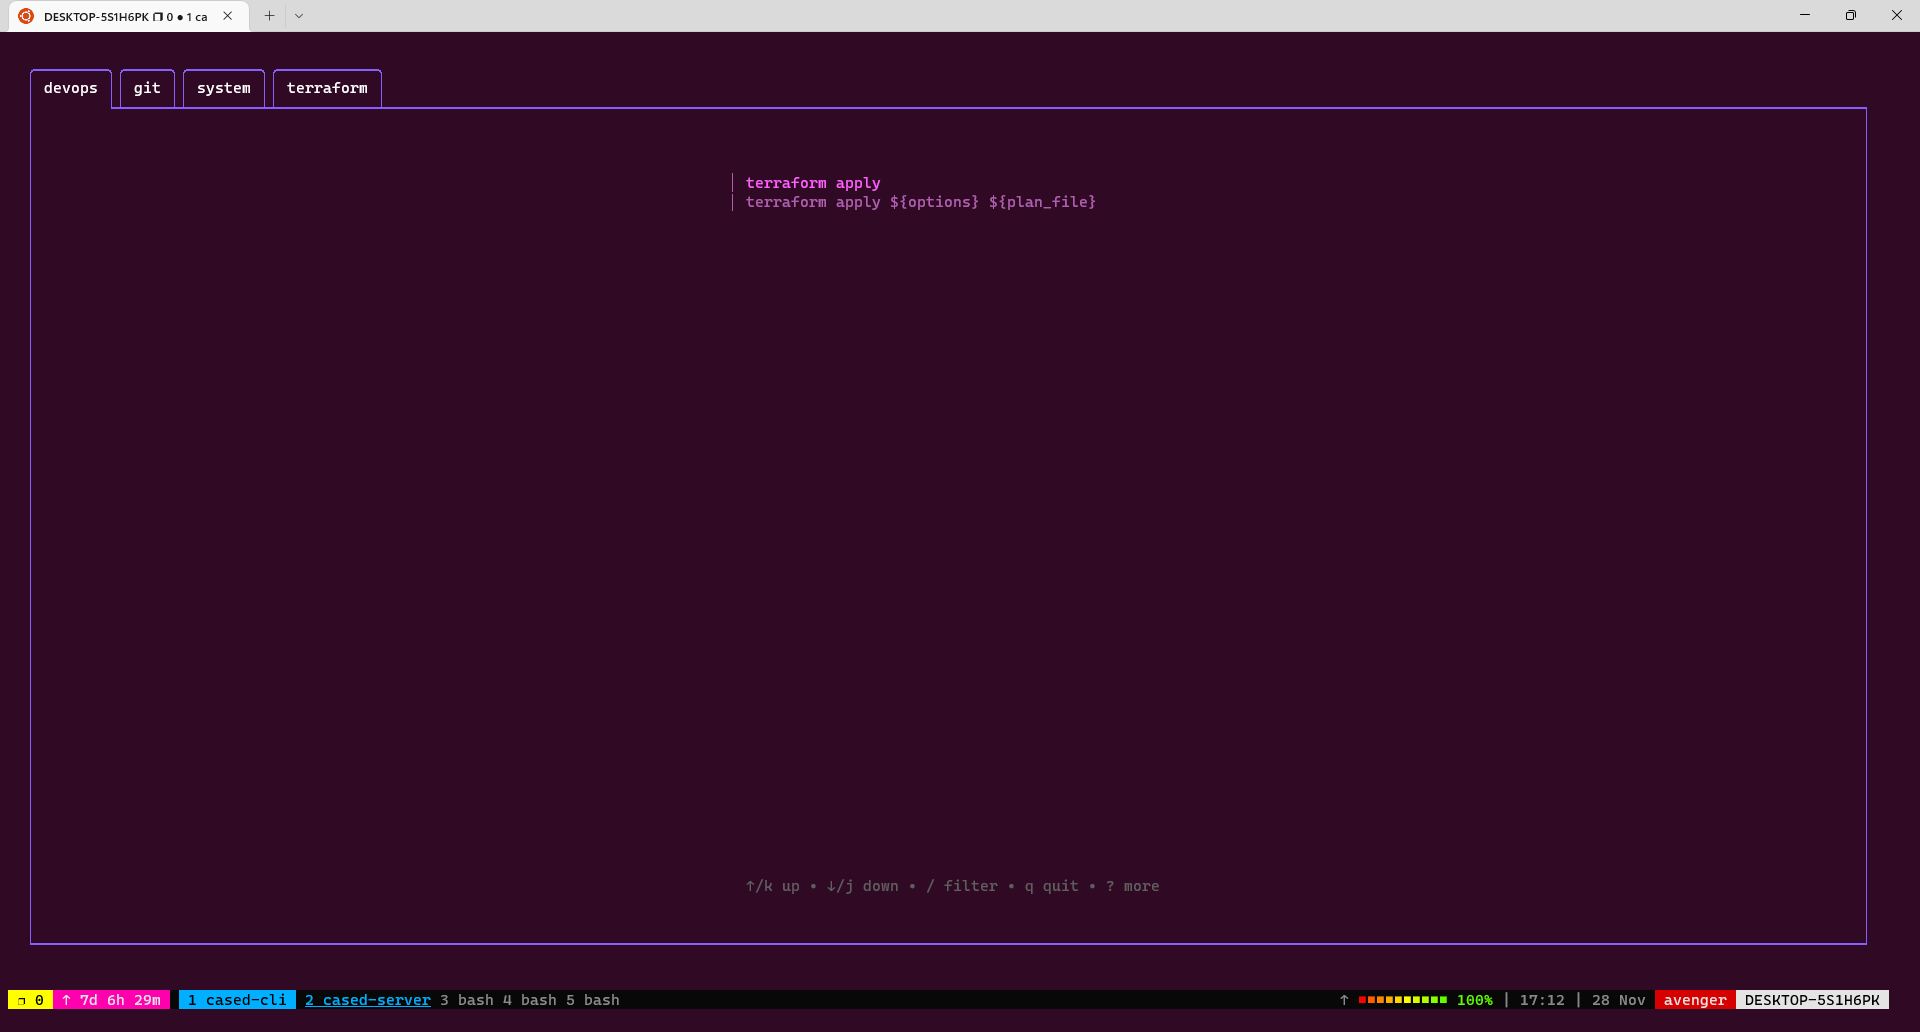 DESKTOP-5S1H6PK ❐ 0 ● 1 ca
devops git system terraform
terraform apply
terraform apply ${options} ${plan_file}
↑/k up • ↓/j down • / filter • q quit • ? more
❐ 0 ↑ 7d 6h 29m 1 cased-cli 2 cased-server 3 bash 4 bash 5 bash ↑ 100% | 17:12 | 28 Nov avenger DESKTOP-5S1H6PK